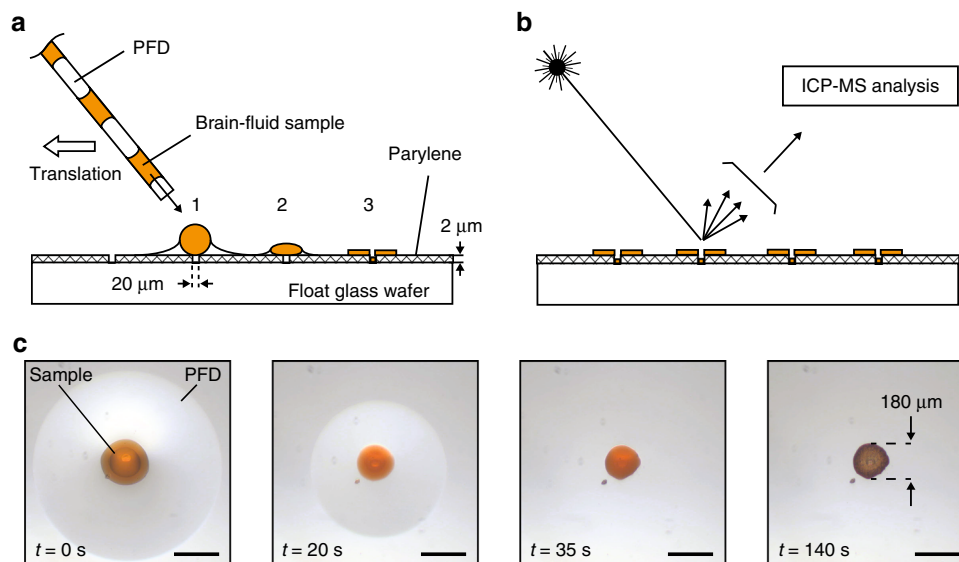 a
PFD
Brain-fluid sample
Translation
1
2
3
Parylene
2 μm
20 μm
Float glass wafer
b
ICP-MS analysis
c
Sample
PFD
t = 0 s
t = 20 s
t = 35 s
180 μm
t = 140 s